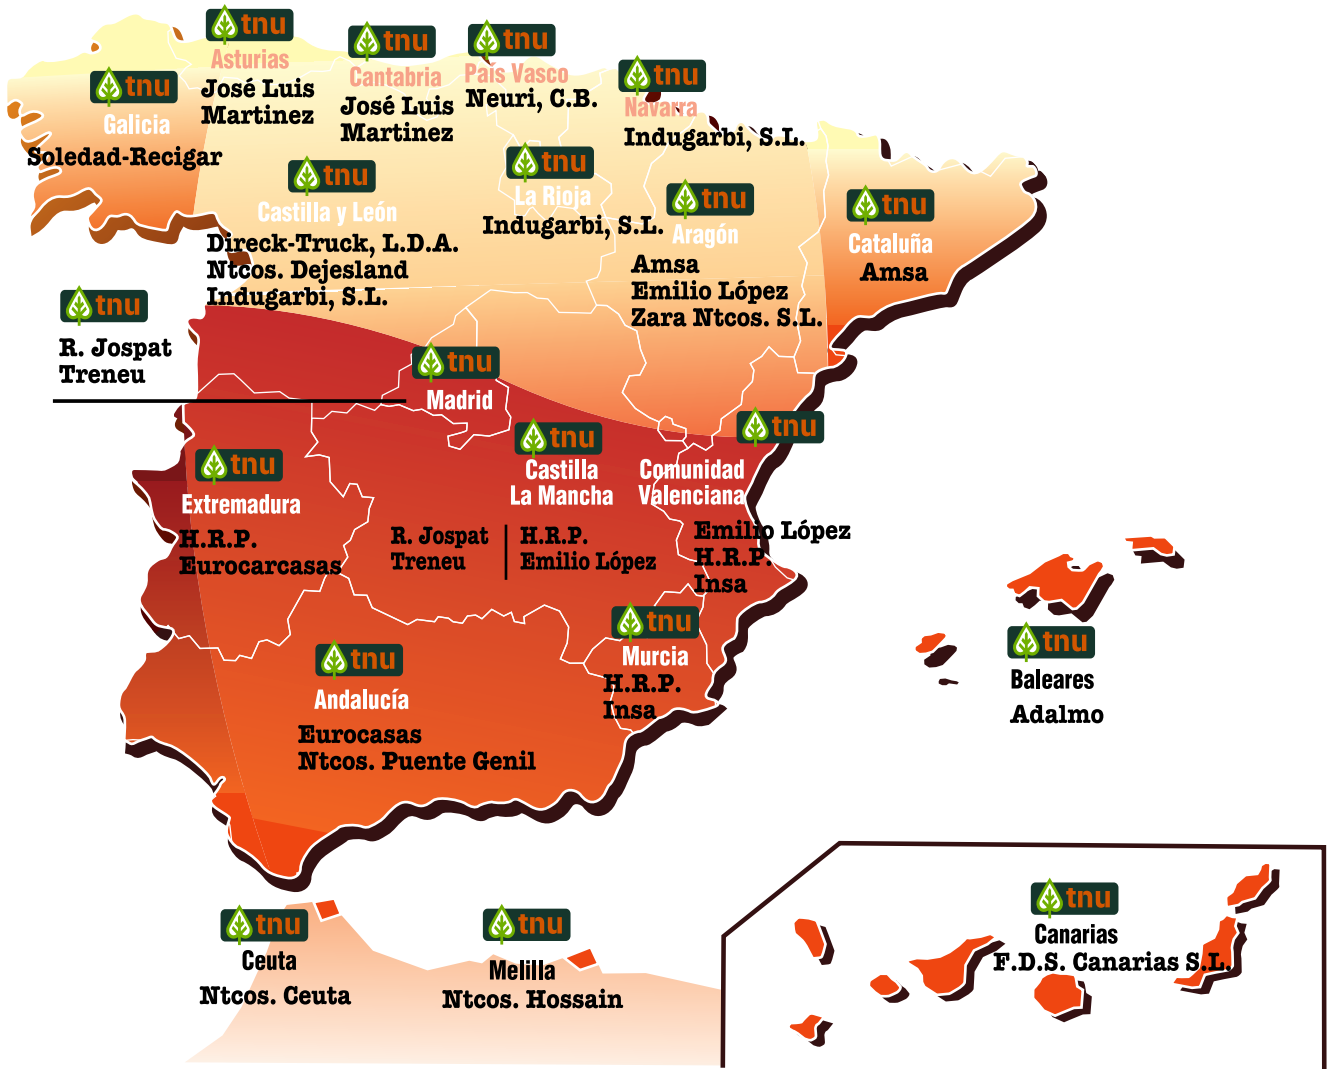 tnu
Asturias
José Luis
Martinez
tnu
Cantabria
José Luis
Martinez
tnu
País Vasco
Neuri, C.B.
tnu
Navarra
Indugarbi, S.L.
tnu
Galicia
Soledad-Recigar
tnu
Castilla y León
Direck-Truck, L.D.A.
Ntcos. Dejesland
Indugarbi, S.L.
tnu
La Rioja
Indugarbi, S.L.
tnu
Aragón
Amsa
Emilio López
Zara Ntcos. S.L.
tnu
Cataluña
Amsa
tnu
R. Jospat
Treneu
tnu
Madrid
tnu
Castilla
La Mancha
R. Jospat
Treneu
H.R.P.
Emilio López
tnu
Comunidad
Valenciana
Emilio López
H.R.P.
Insa
tnu
Extremadura
H.R.P.
Eurocarcasas
tnu
Murcia
H.R.P.
Insa
tnu
Andalucía
Eurocasas
Ntcos. Puente Genil
tnu
Baleares
Adalmo
tnu
Ceuta
Ntcos. Ceuta
tnu
Melilla
Ntcos. Hossain
tnu
Canarias
F.D.S. Canarias S.L.